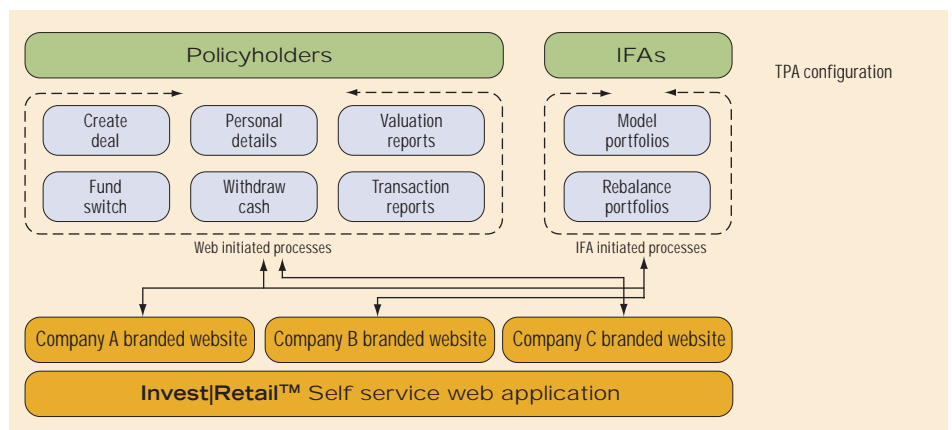 Policyholders
IFAs
TPA configuration
Create
deal
Personal
details
Valuation
reports
Model
portfolios
Fund
switch
Withdraw
cash
Transaction
reports
Rebalance
portfolios
Web initiated processes
IFA initiated processes
Company A branded website
Company B branded website
Company C branded website
Invest|Retail™ Self service web application